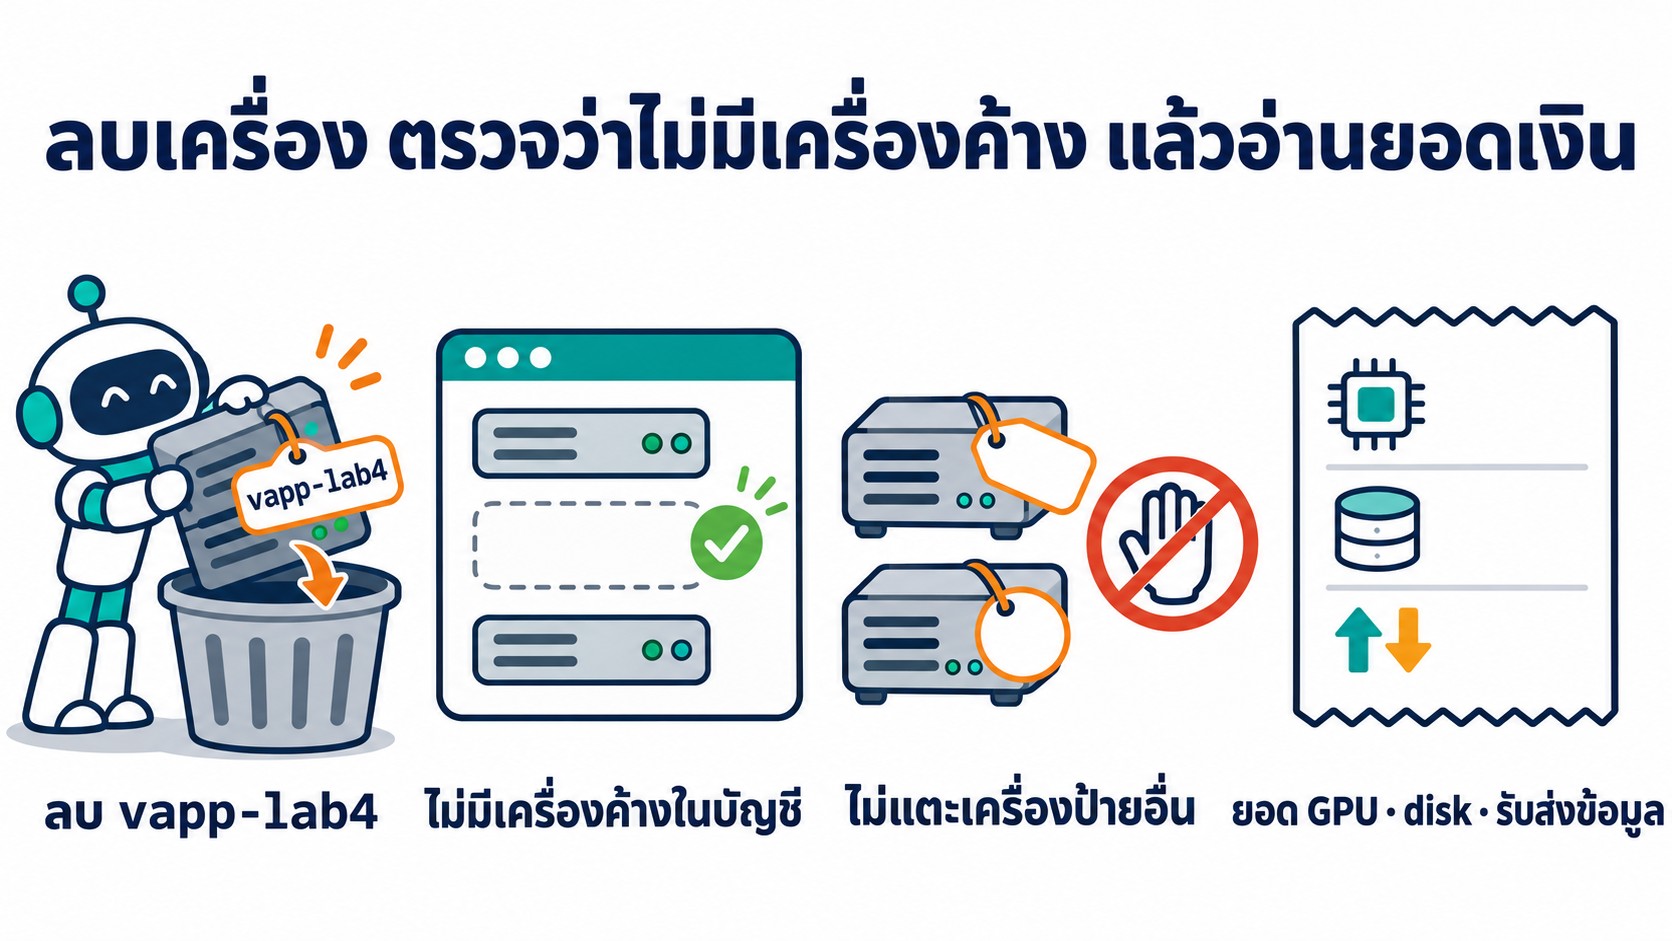 ลบเครื่อง ตรวจว่าไม่มีเครื่องค้าง แล้วอ่านยอดเงิน
vapp-lab4
ลบ vapp-lab4
ไม่มีเครื่องค้างในบัญชี
ไม่แตะเครื่องป้ายอื่น
ยอด GPU · disk · รับส่งข้อมูล